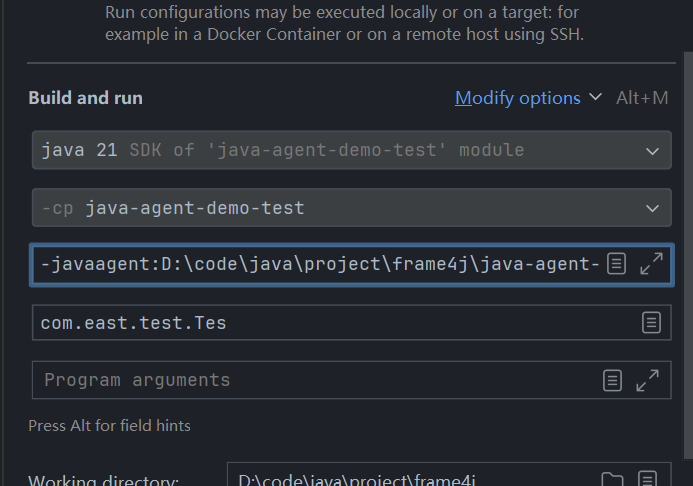 Run configurations may be executed locally or on a target: for
example in a Docker Container or on a remote host using SSH.
Build and run
Modify options Alt+M
java 21 SDK of 'java-agent-demo-test' module
-cp java-agent-demo-test
-javaagent:D:\code\java\project\frame4j\java-agent-
com.east.test.Tes
Program arguments
Press Alt for field hints
Working directory: D:\code\java\project\frame4j